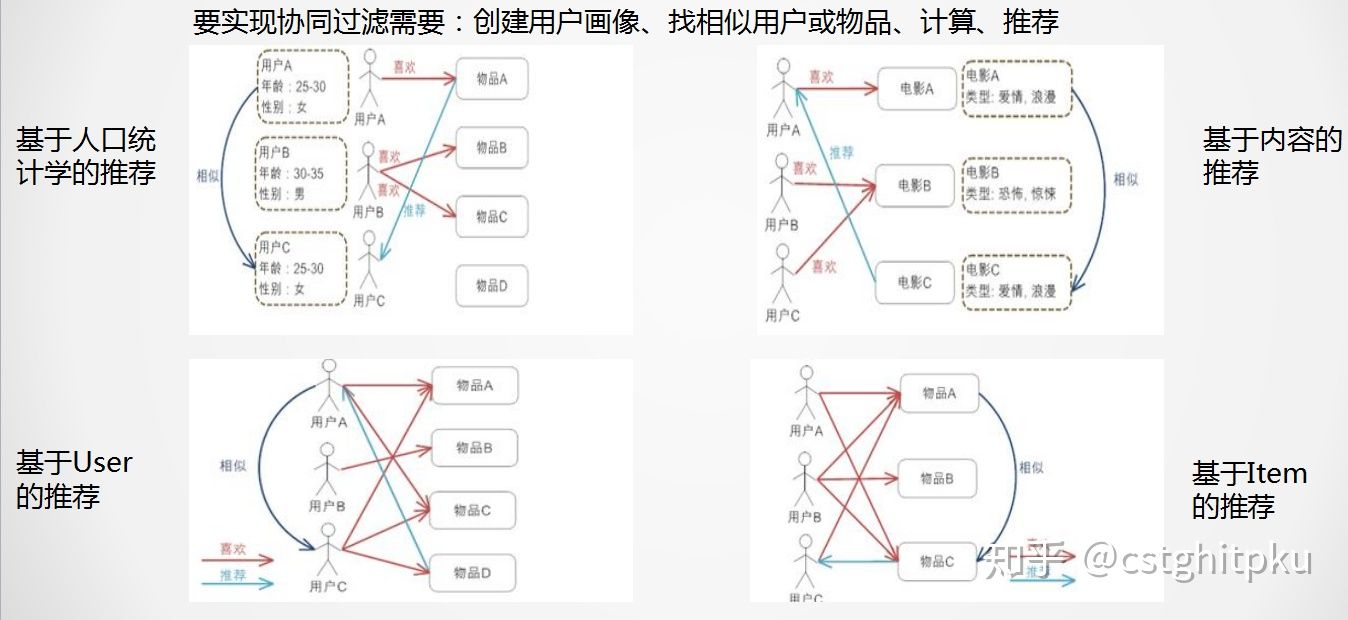 要实现协同过滤需要：创建用户画像、找相似用户或物品、计算、推荐
基于人口统
计学的推荐
用户A
年龄：25-30
性别：女
用户B
年龄：30-35
性别：男
用户C
年龄：25-30
性别：女
相似
用户A
用户B
用户C
喜欢
喜欢
喜欢
推荐
物品A
物品B
物品C
物品D
用户A
用户B
用户C
喜欢
推荐
喜欢
喜欢
电影A
电影B
电影C
电影A
类型: 爱情, 浪漫
电影B
类型: 恐怖, 惊悚
电影C
类型: 爱情, 浪漫
相似
基于内容的
推荐
基于User
的推荐
相似
用户A
用户B
用户C
物品A
物品B
物品C
物品D
喜欢
推荐
用户A
用户B
用户C
物品A
物品B
物品C
相似
喜欢
推荐
基于Item
的推荐
知乎 @cstghitpku